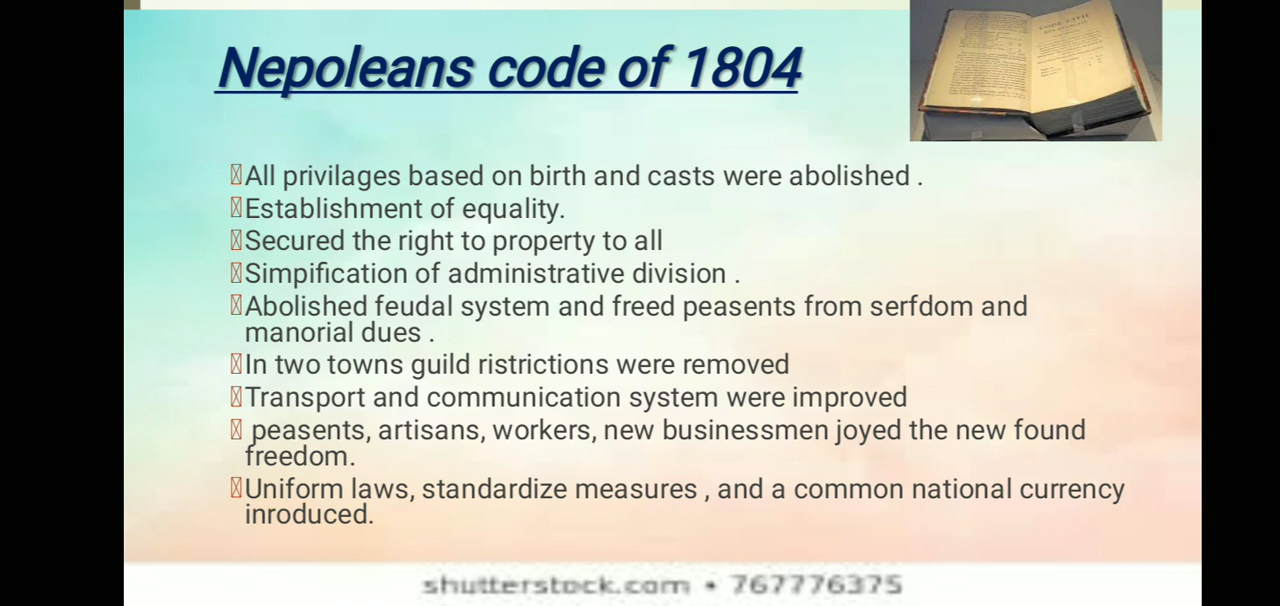 Nepoleans code of 1804
All privilages based on birth and casts were abolished .
Establishment of equality.
Secured the right to property to all
Simpification of administrative division .
Abolished feudal system and freed peasents from serfdom and
manorial dues .
In two towns guild ristrictions were removed
Transport and communication system were improved
peasents, artisans, workers, new businessmen joyed the new found
freedom.
Uniform laws, standardize measures , and a common national currency
inroduced.
shutterstock.com • 767776375